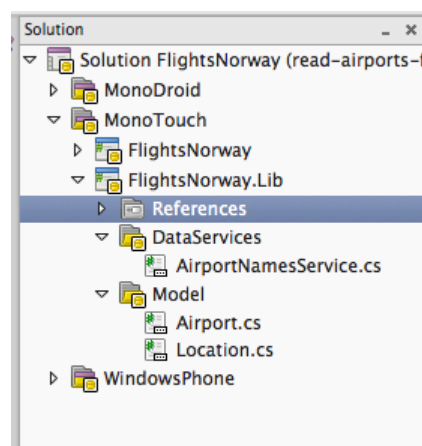 Solution
Solution FlightsNorway (read-airports-f
MonoDroid
MonoTouch
FlightsNorway
FlightsNorway.Lib
References
DataServices
AirportNamesService.cs
Model
Airport.cs
Location.cs
WindowsPhone